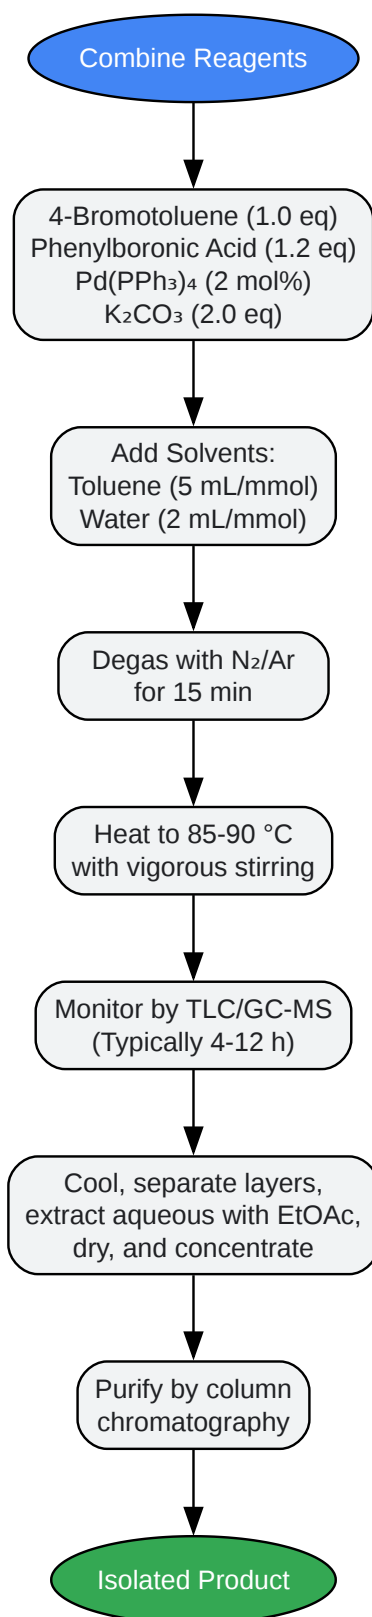 Combine Reagents
4-Bromotoluene (1.0 eq)
Phenylboronic Acid (1.2 eq)
Pd(PPh₃)₄ (2 mol%)
K₂CO₃ (2.0 eq)
Add Solvents:
Toluene (5 mL/mmol)
Water (2 mL/mmol)
Degas with N₂/Ar
for 15 min
Heat to 85-90 °C
with vigorous stirring
Monitor by TLC/GC-MS
(Typically 4-12 h)
Cool, separate layers,
extract aqueous with EtOAc,
dry, and concentrate
Purify by column
chromatography
Isolated Product